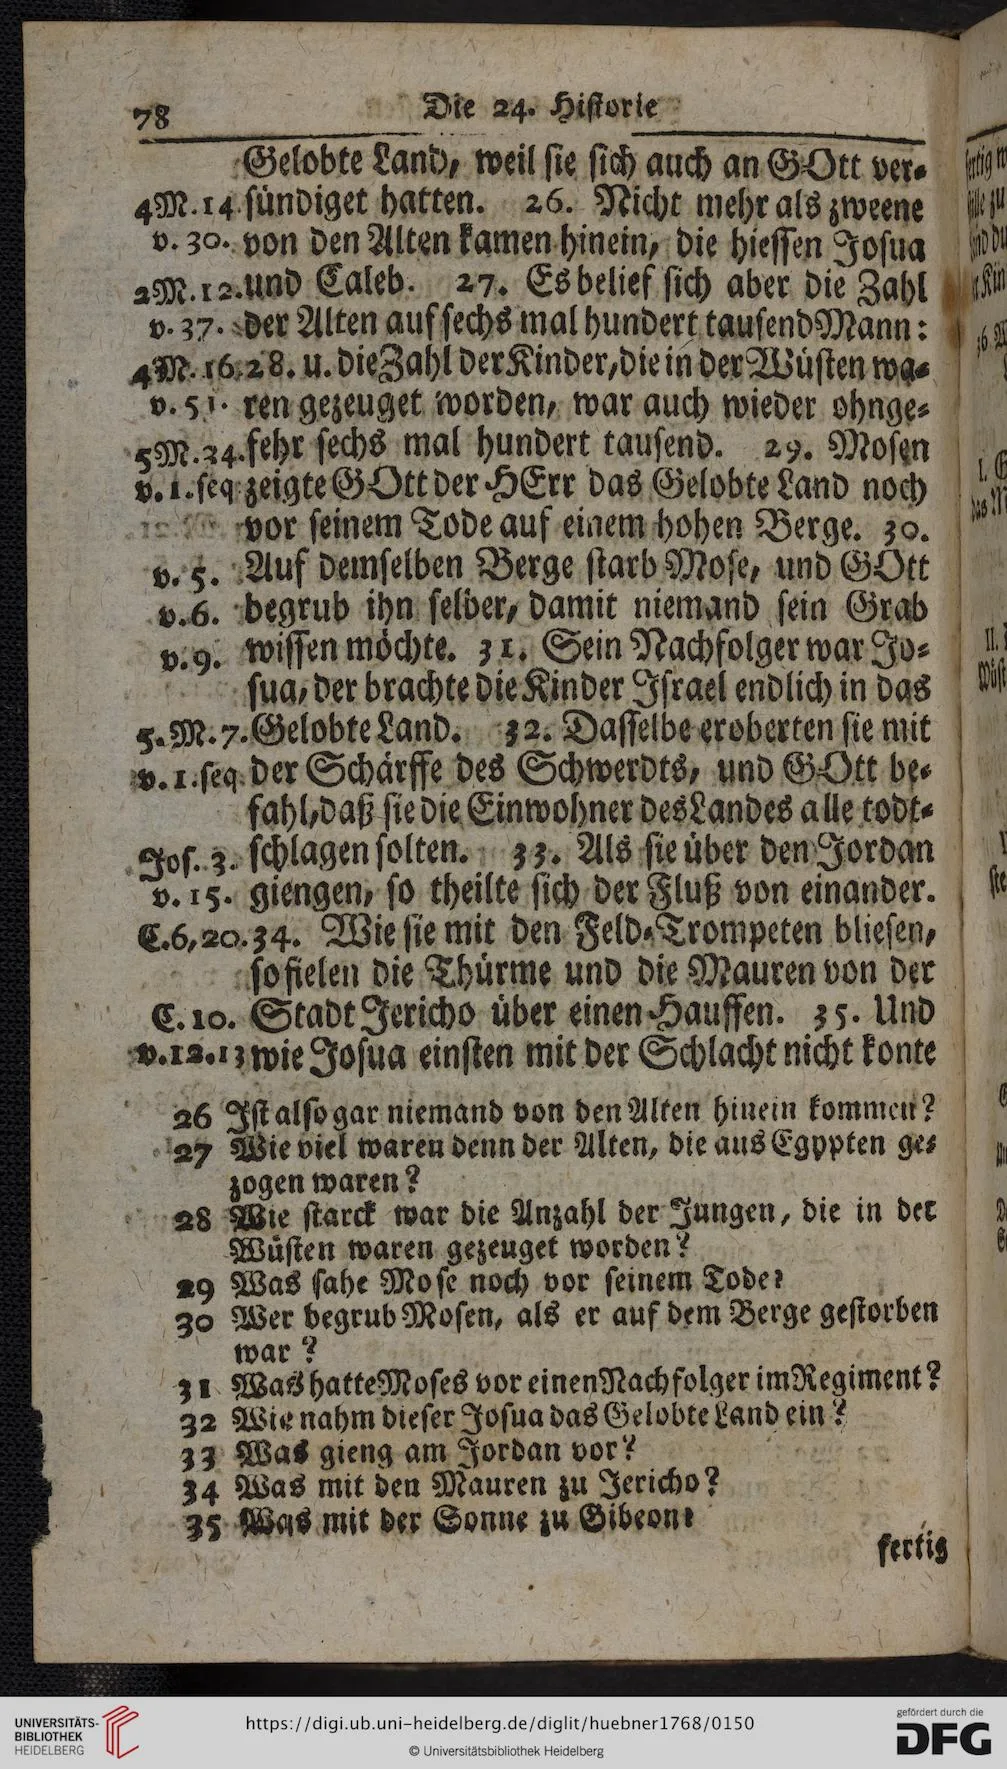 78 Die 24. Historie
Gelobte Land, weil sie sich auch an GOtt ver-
4M.14 sündiget hatten. 26. Nicht mehr als zweene
v.30. von den Alten kamen hinein, die hiessen Josua
2M.12. und Caleb. 27. Es belief sich aber die Zahl
v.37. der Alten auf sechs mal hundert tausend Mann:
4M.16. 28. u. die Zahl der Kinder, die in der Wüsten wa-
v.51. ren gezeuget worden, war auch wieder ohnge-
5M.34. fehr sechs mal hundert tausend. 29. Mosen
v.1.seq zeigte GOtt der HErr das Gelobte Land noch
vor seinem Tode auf einem hohen Berge. 30.
v.5. Auf demselben Berge starb Mose, und GOtt
v.6. begrub ihn selber, damit niemand sein Grab
v.9. wissen möchte. 31. Sein Nachfolger war Jo-
sua, der brachte die Kinder Israel endlich in das
5.M.7. Gelobte Land. 32. Dasselbe eroberten sie mit
v.1.seq. der Schärffe des Schwerdts, und GOtt be-
fahl, daß sie die Einwohner des Landes alle todt-
Jos. 3. schlagen solten. 33. Als sie über den Jordan
v.15. giengen, so theilte sich der Fluß von einander.
C.6,20. 34. Wie sie mit den Feld-Trompeten bliesen,
so fielen die Thürme und die Mauren von der
C.10. Stadt Jericho über einen Hauffen. 35. Und
v.12.13 wie Josua einsten mit der Schlacht nicht konte
26 Ist also gar niemand von den Alten hinein kommen?
27 Wie viel waren denn der Alten, die aus Egypten ge-
zogen waren?
28 Wie starck war die Anzahl der Jungen, die in der
Wüsten waren gezeuget worden?
29 Was sahe Mose noch vor seinem Tode?
30 Wer begrub Mosen, als er auf dem Berge gestorben
war?
31 Was hatte Moses vor einen Nachfolger im Regiment?
32 Wie nahm dieser Josua das Gelobte Land ein?
33 Was gieng am Jordan vor?
34 Was mit den Mauren zu Jericho?
35 Was mit der Sonne zu Gibeon?
fertig
UNIVERSITÄTS-
BIBLIOTHEK
HEIDELBERG
https://digi.ub.uni-heidelberg.de/diglit/huebner1768/0150
© Universitätsbibliothek Heidelberg
gefördert durch die
DFG